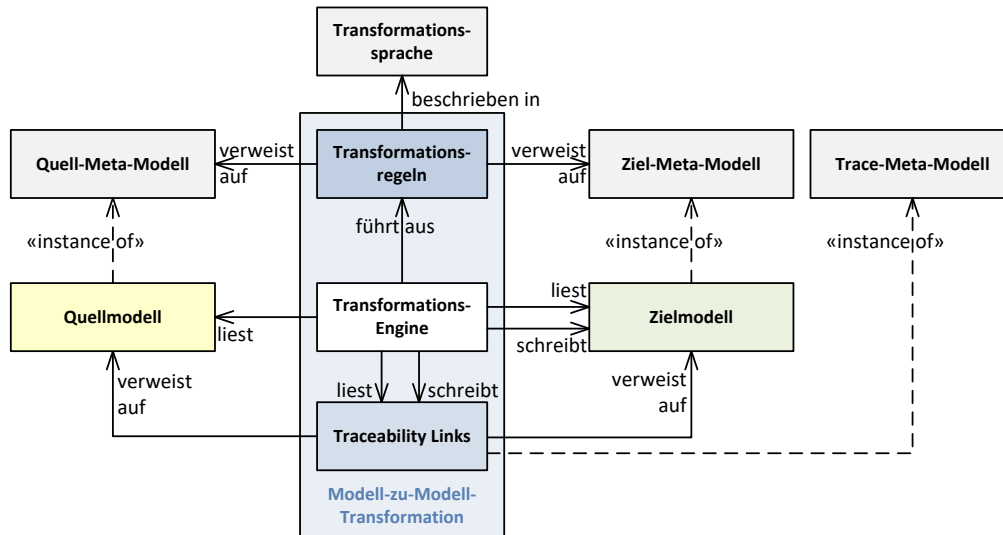 Transformations-
sprache
beschrieben in
Quell-Meta-Modell
verweist
auf
Transformations-
regeln
verweist
auf
Ziel-Meta-Modell
Trace-Meta-Modell
führt aus
«instance of»
«instance of»
«instance of»
Quellmodell
liest
Transformations-
Engine
liest
schreibt
Zielmodell
verweist
auf
liest
schreibt
verweist
auf
Traceability Links
Modell-zu-Modell-
Transformation